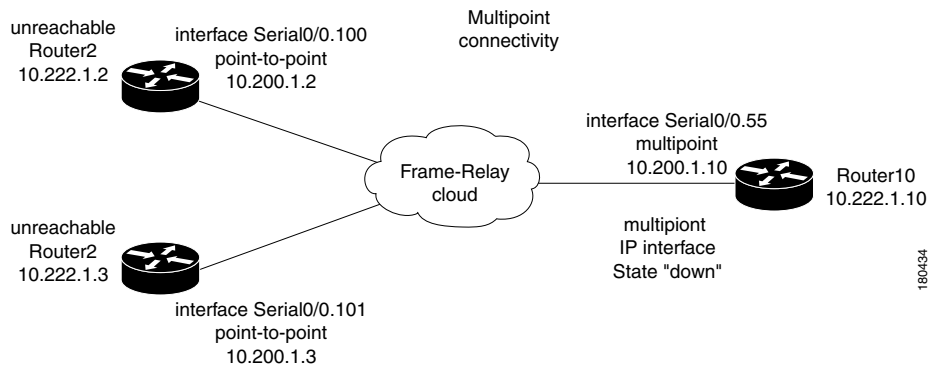 Multipoint
connectivity
unreachable
Router2
10.222.1.2
interface Serial0/0.100
point-to-point
10.200.1.2
Frame-Relay
cloud
interface Serial0/0.55
multipoint
10.200.1.10
Router10
10.222.1.10
multipiont
IP interface
State "down"
unreachable
Router2
10.222.1.3
interface Serial0/0.101
point-to-point
10.200.1.3
180434